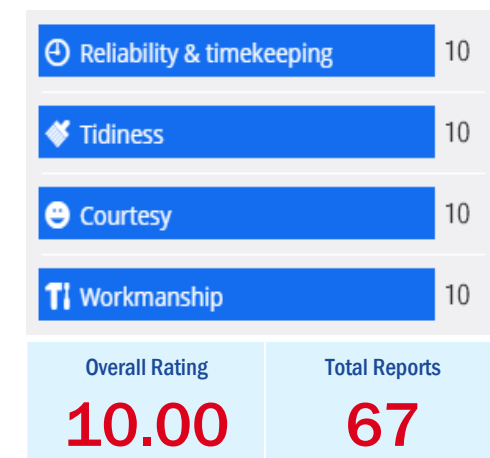 Reliability & timekeeping 10
Tidiness 10
Courtesy 10
Workmanship 10
Overall Rating Total Reports
10.00 67